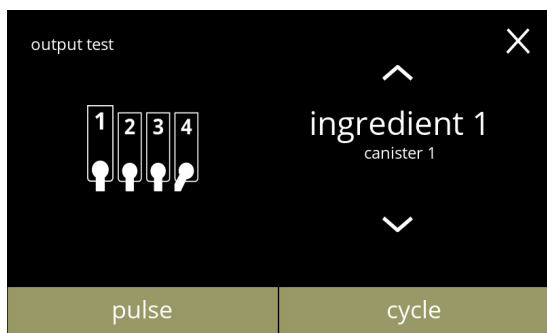 output test
1 2 3 4
ingredient 1
canister 1
pulse
cycle